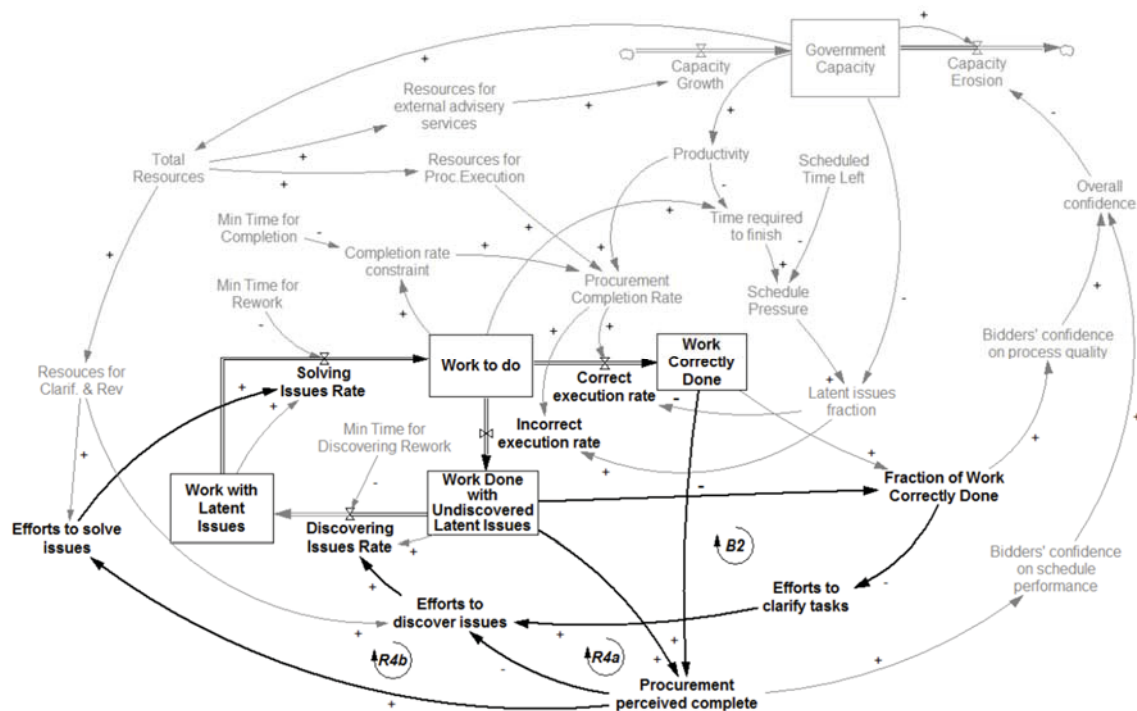 Government
Capacity
Capacity
Growth
Capacity
Erosion
Resources for
external advisery
services
Total
Resources
Resources for
Proc.Execution
Productivity
Scheduled
Time Left
Overall
confidence
Min Time for
Completion
Time required
to finish
Completion rate
constraint
Min Time for
Rework
Procurement
Completion Rate
Schedule
Pressure
Bidders' confidence
on process quality
Work to do
Work
Correctly
Done
Resouces for
Clarif. & Rev
Solving
Issues Rate
Correct
execution rate
Latent issues
fraction
Incorrect
execution rate
Min Time for
Discovering Rework
Work with
Latent
Issues
Work Done
with
Undiscovered
Latent Issues
Fraction of Work
Correctly Done
Efforts to solve
issues
Discovering
Issues Rate
B2
Bidders' confidence
on schedule
performance
Efforts to
clarify tasks
Efforts to
discover issues
R4b
R4a
Procurement
perceived complete